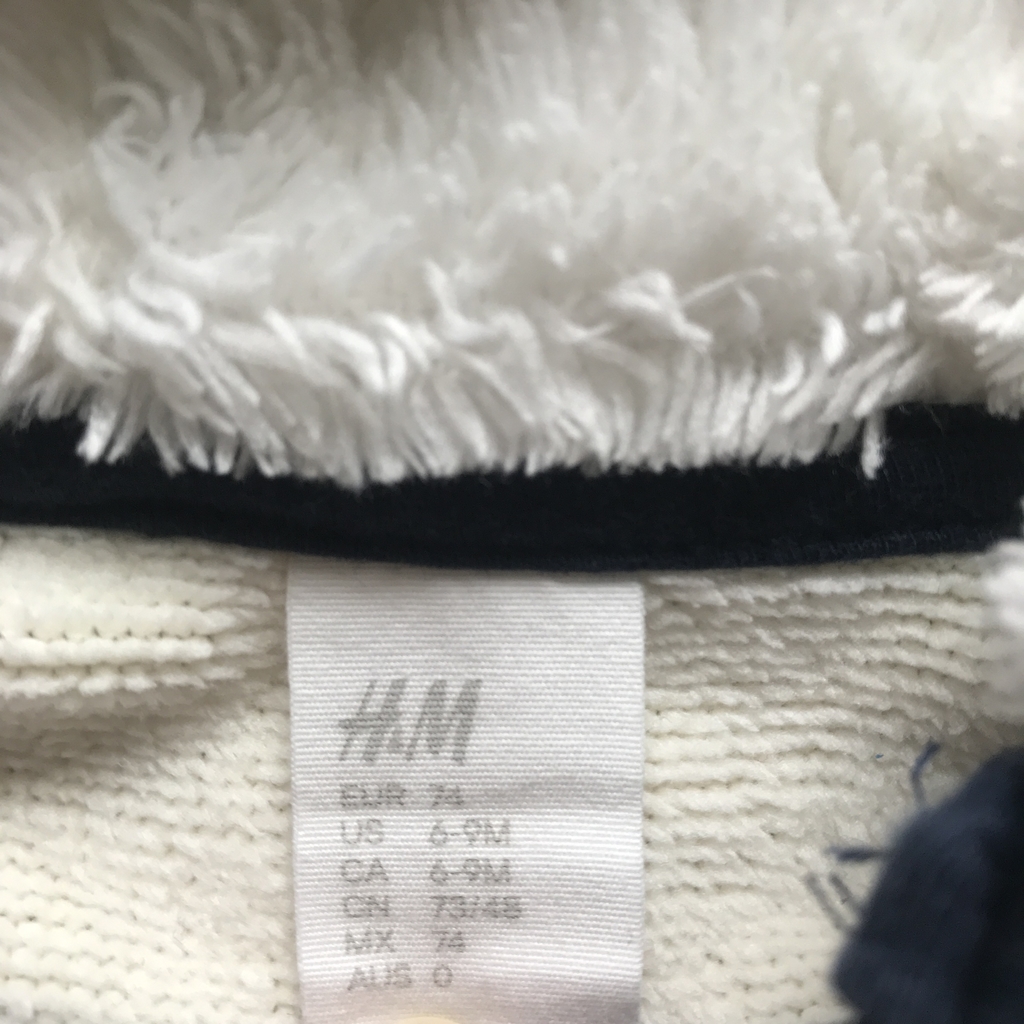 H&M
EUR 74
US 6-9M
CA 6-9M
CN 73/48
MX 74
AUS 0